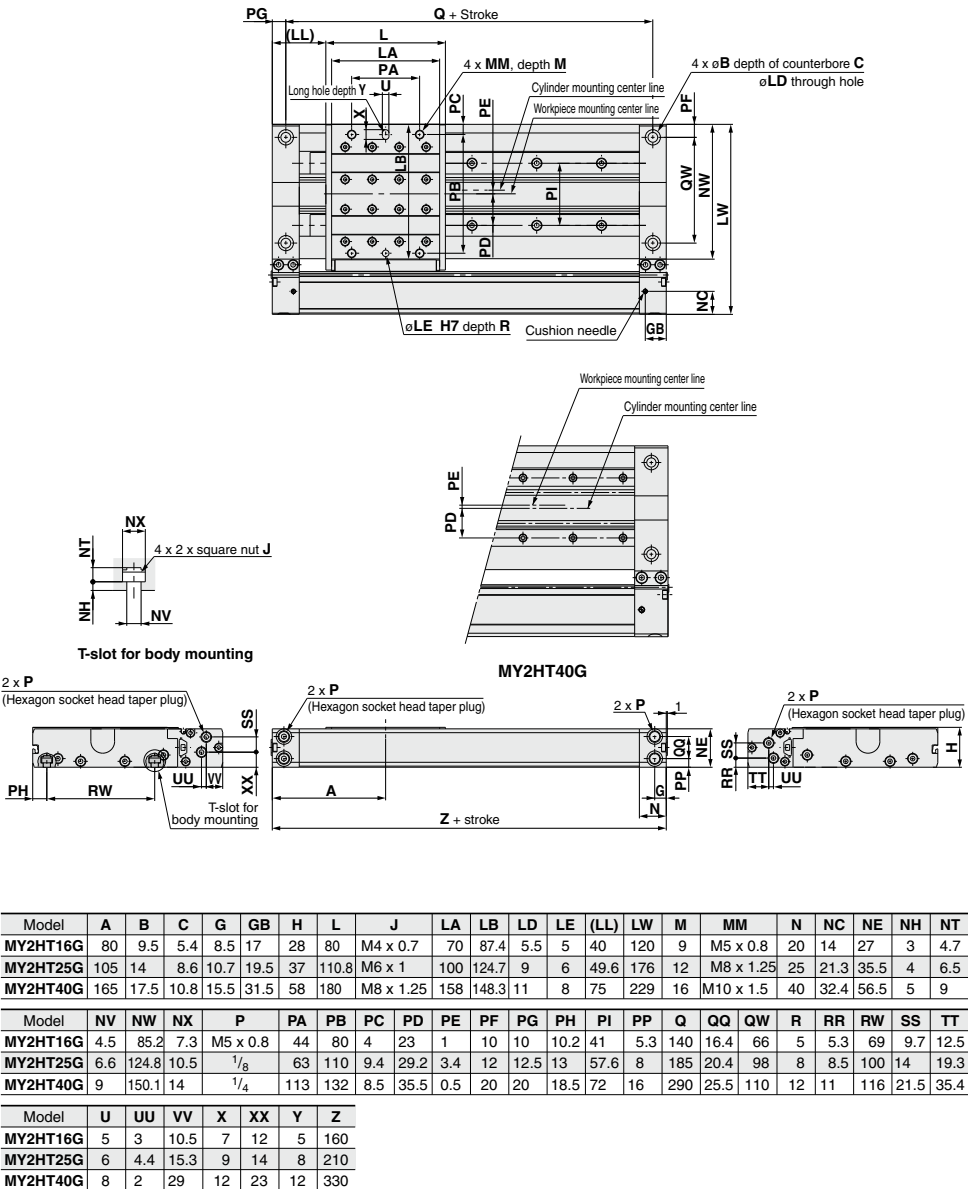 PG
Q + Stroke
(LL)
L
LA
PA
U
4 x MM, depth M
4 x øB depth of counterbore C
øLD through hole
Long hole depth Y
Cylinder mounting center line
Workpiece mounting center line
X
PC
PE
PF
LB
PB
PI
PD
QW
NW
LW
NC
GB
øLE H7 depth R
Cushion needle
Workpiece mounting center line
Cylinder mounting center line
PE
PD
MY2HT40G
NX
NT
4 x 2 x square nut J
NH
NV
T-slot for body mounting
2 x P
(Hexagon socket head taper plug)
SS
UU
VV
XX
PH
RW
T-slot for
body mounting
2 x P
(Hexagon socket head taper plug)
2 x P
1
QQ
NE
PP
G
N
A
Z + stroke
2 x P
(Hexagon socket head taper plug)
SS
RR
TT
UU
H
Model A B C G GB H L J LA LB LD LE (LL) LW M MM N NC NE NH NT
MY2HT16G 80 9.5 5.4 8.5 17 28 80 M4 x 0.7 70 87.4 5.5 5 40 120 9 M5 x 0.8 20 14 27 3 4.7
MY2HT25G 105 14 8.6 10.7 19.5 37 110.8 M6 x 1 100 124.7 9 6 49.6 176 12 M8 x 1.25 25 21.3 35.5 4 6.5
MY2HT40G 165 17.5 10.8 15.5 31.5 58 180 M8 x 1.25 158 148.3 11 8 75 229 16 M10 x 1.5 40 32.4 56.5 5 9
Model NV NW NX P PA PB PC PD PE PF PG PH PI PP Q QQ QW R RR RW SS TT
MY2HT16G 4.5 85.2 7.3 M5 x 0.8 44 80 4 23 1 10 10 10.2 41 5.3 140 16.4 66 5 5.3 69 9.7 12.5
MY2HT25G 6.6 124.8 10.5 1/8 63 110 9.4 29.2 3.4 12 12.5 13 57.6 8 185 20.4 98 8 8.5 100 14 19.3
MY2HT40G 9 150.1 14 1/4 113 132 8.5 35.5 0.5 20 20 18.5 72 16 290 25.5 110 12 11 116 21.5 35.4
Model U UU VV X XX Y Z
MY2HT16G 5 3 10.5 7 12 5 160
MY2HT25G 6 4.4 15.3 9 14 8 210
MY2HT40G 8 2 29 12 23 12 330